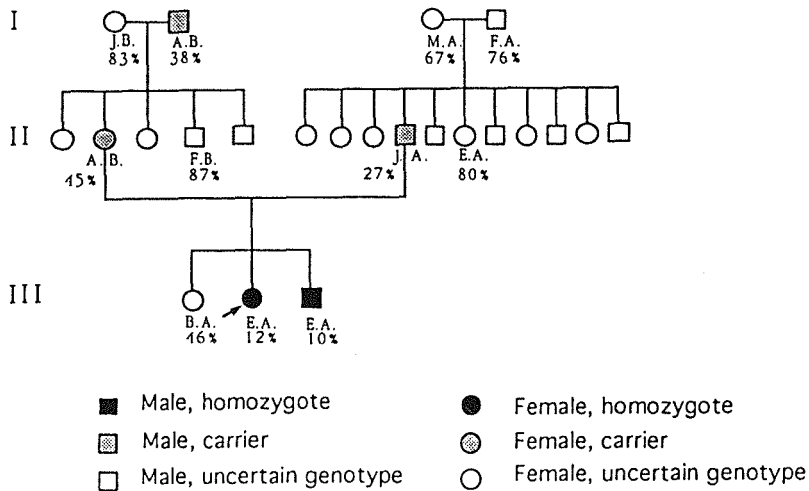 I
J.B. A.B. M.A. F.A.
83% 38% 67% 76%
II
A.B. F.B. J.A. E.A.
45% 87% 27% 80%
III
B.A. E.A. E.A.
46% 12% 10%
Male, homozygote Female, homozygote
Male, carrier Female, carrier
Male, uncertain genotype Female, uncertain genotype